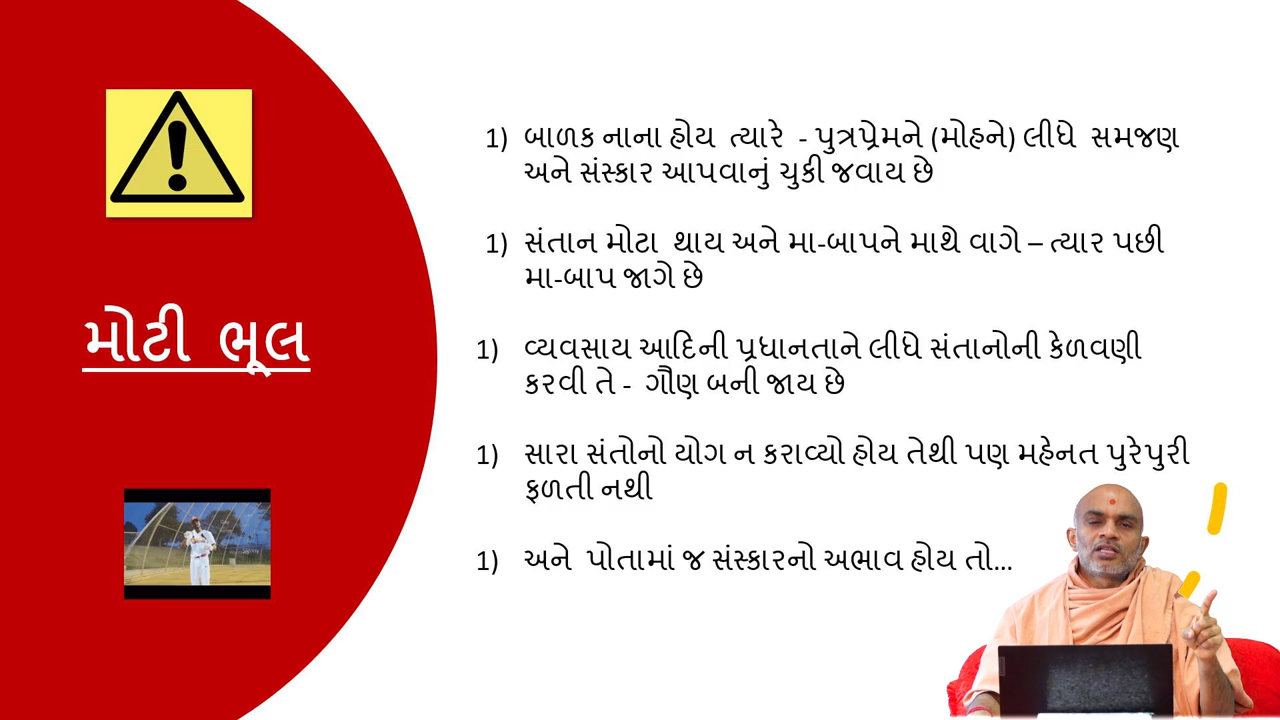 મોટી ભૂલ
1) બાળક નાના હોય ત્યારે - પુત્રપ્રેમને (મોહને) લીધે સમજણ
અને સંસ્કાર આપવાનું ચુકી જવાય છે
1) સંતાન મોટા થાય અને મા-બાપને માથે વાગે – ત્યાર પછી
મા-બાપ જાગે છે
1) વ્યવસાય આદિની પ્રધાનતાને લીધે સંતાનોની કેળવણી
કરવી તે - ગૌણ બની જાય છે
1) સારા સંતોનો યોગ ન કરાવ્યો હોય તેથી પણ મહેનત પુરેપુરી
ફળતી નથી
1) અને પોતામાં જ સંસ્કારનો અભાવ હોય તો...